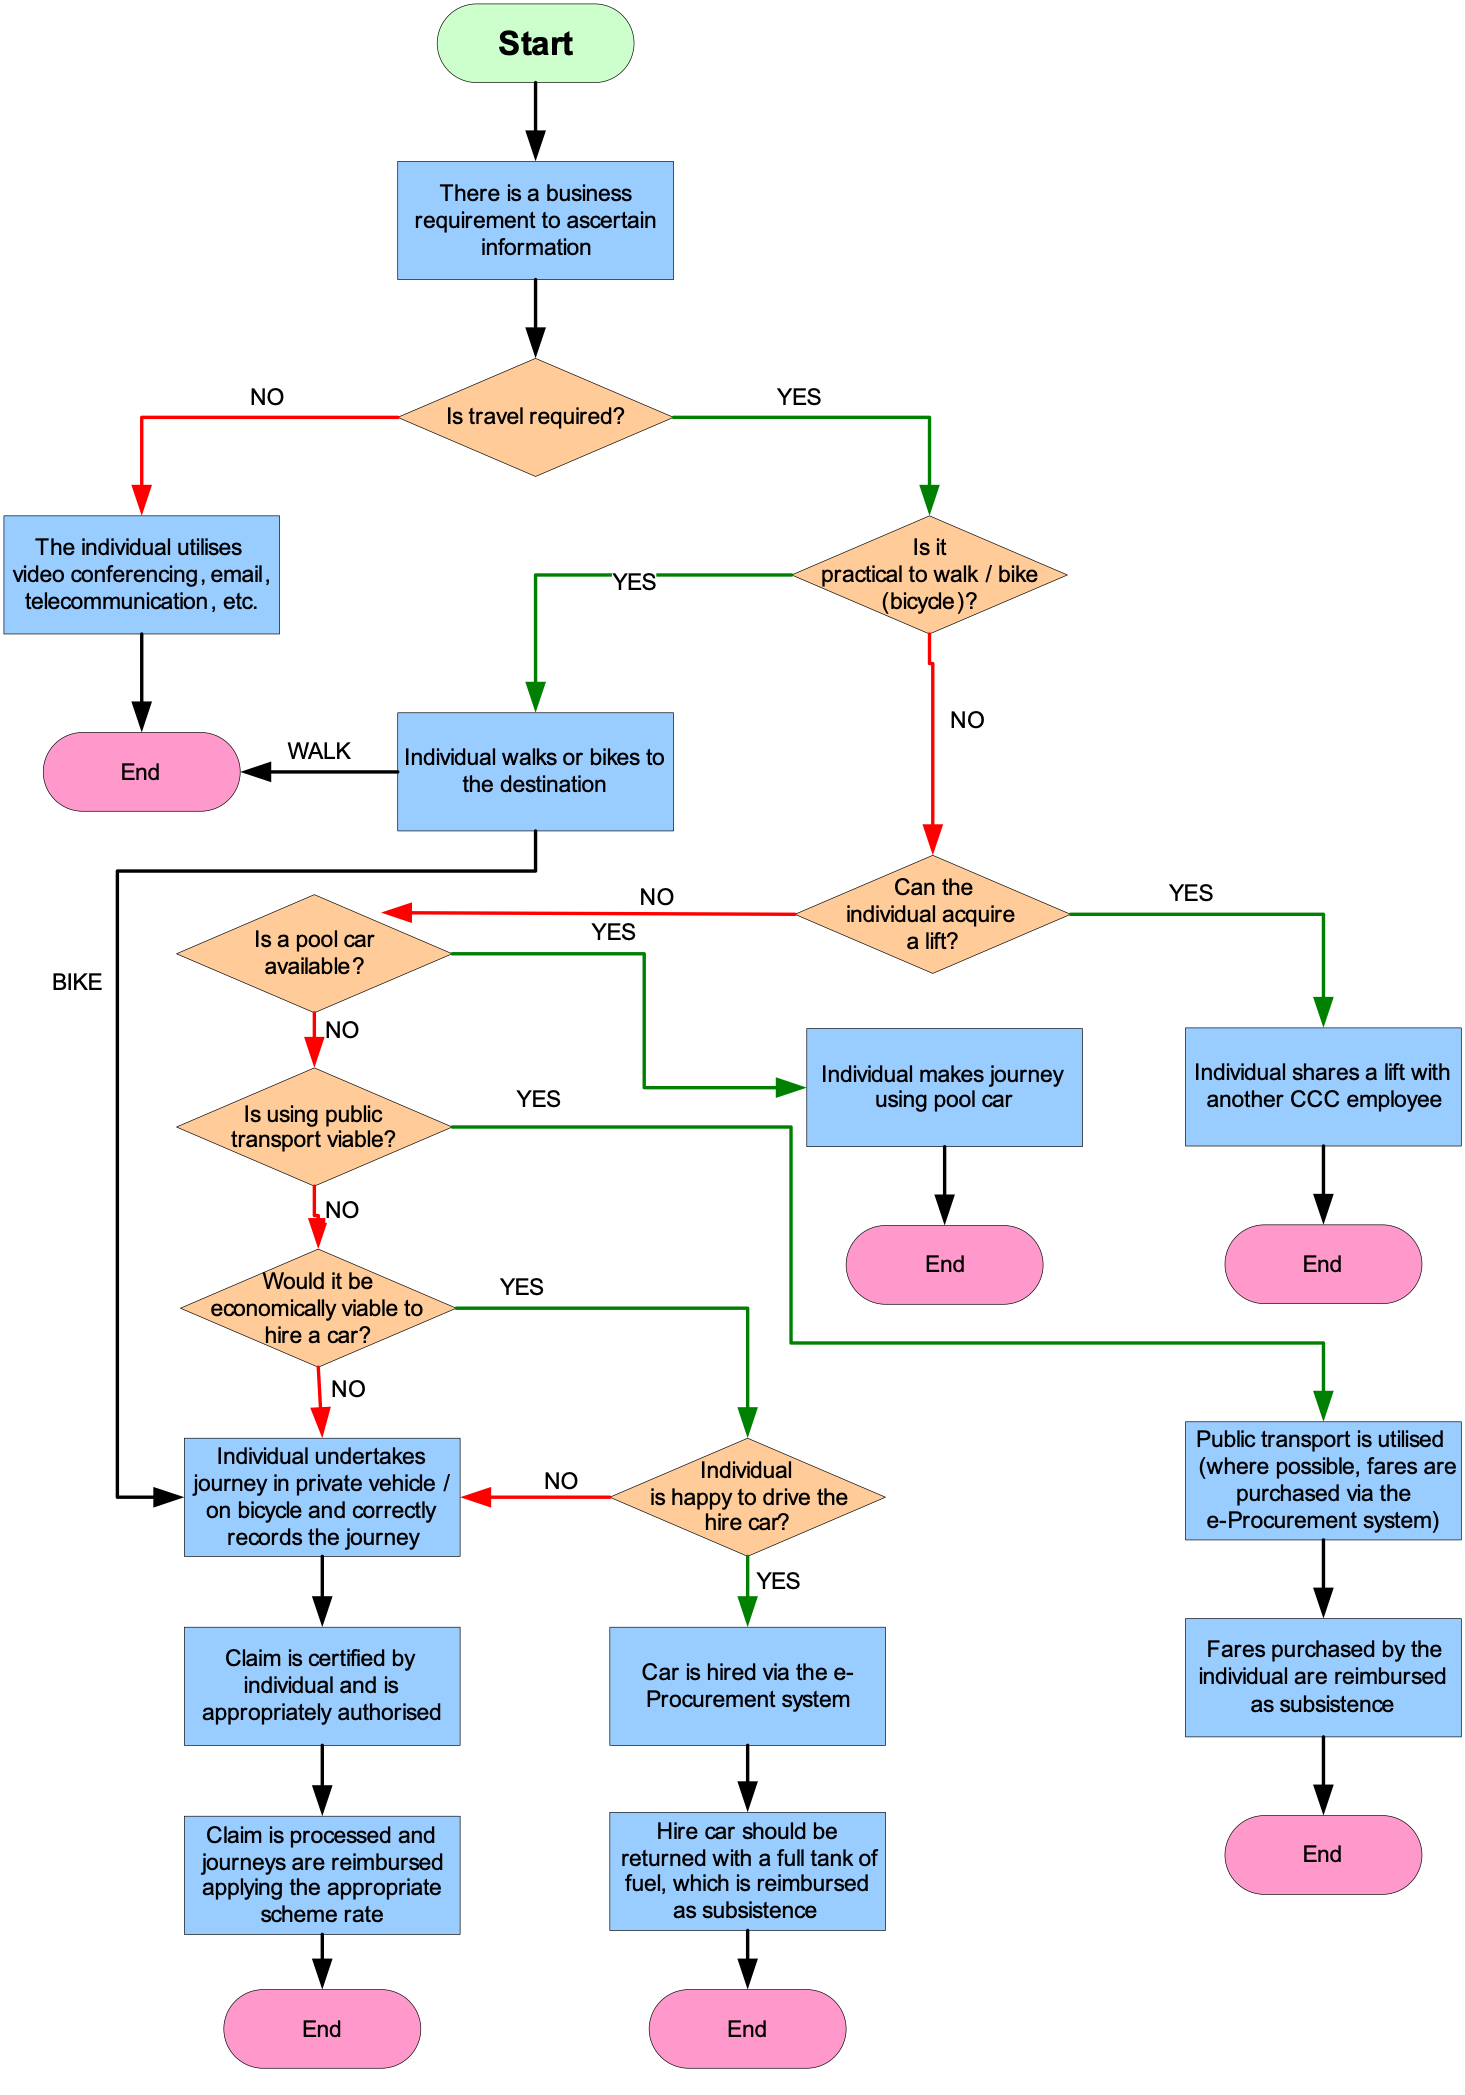 Start
There is a business
requirement to ascertain
information
Is travel required?
NO
YES
The individual utilises
video conferencing, email,
telecommunication, etc.
Is it
practical to walk / bike
(bicycle)?
YES
NO
End
WALK
Individual walks or bikes to
the destination
BIKE
Can the
individual acquire
a lift?
NO
YES
Is a pool car
available?
YES
NO
Individual makes journey
using pool car
End
Individual shares a lift with
another CCC employee
End
Is using public
transport viable?
YES
NO
Would it be
economically viable to
hire a car?
YES
NO
Individual undertakes
journey in private vehicle /
on bicycle and correctly
records the journey
NO
Individual
is happy to drive the
hire car?
YES
Public transport is utilised
(where possible, fares are
purchased via the
e-Procurement system)
Claim is certified by
individual and is
appropriately authorised
Car is hired via the e-
Procurement system
Fares purchased by the
individual are reimbursed
as subsistence
Claim is processed and
journeys are reimbursed
applying the appropriate
scheme rate
Hire car should be
returned with a full tank of
fuel, which is reimbursed
as subsistence
End
End
End